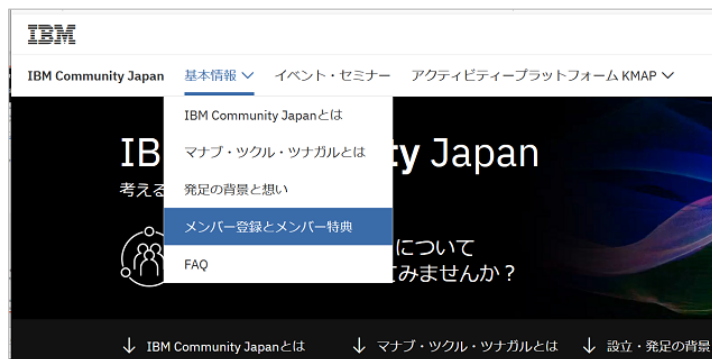 IBM
IBM Community Japan 基本情報 イベント・セミナー アクティビティープラットフォーム KMAP
IBM Community Japanとは
マナブ・ツクル・ツナガルとは
発足の背景と想い
メンバー登録とメンバー特典
FAQ
IB ty Japan
考える
について
てみませんか？
↓ IBM Community Japanとは ↓ マナブ・ツクル・ツナガルとは ↓ 設立・発足の背景